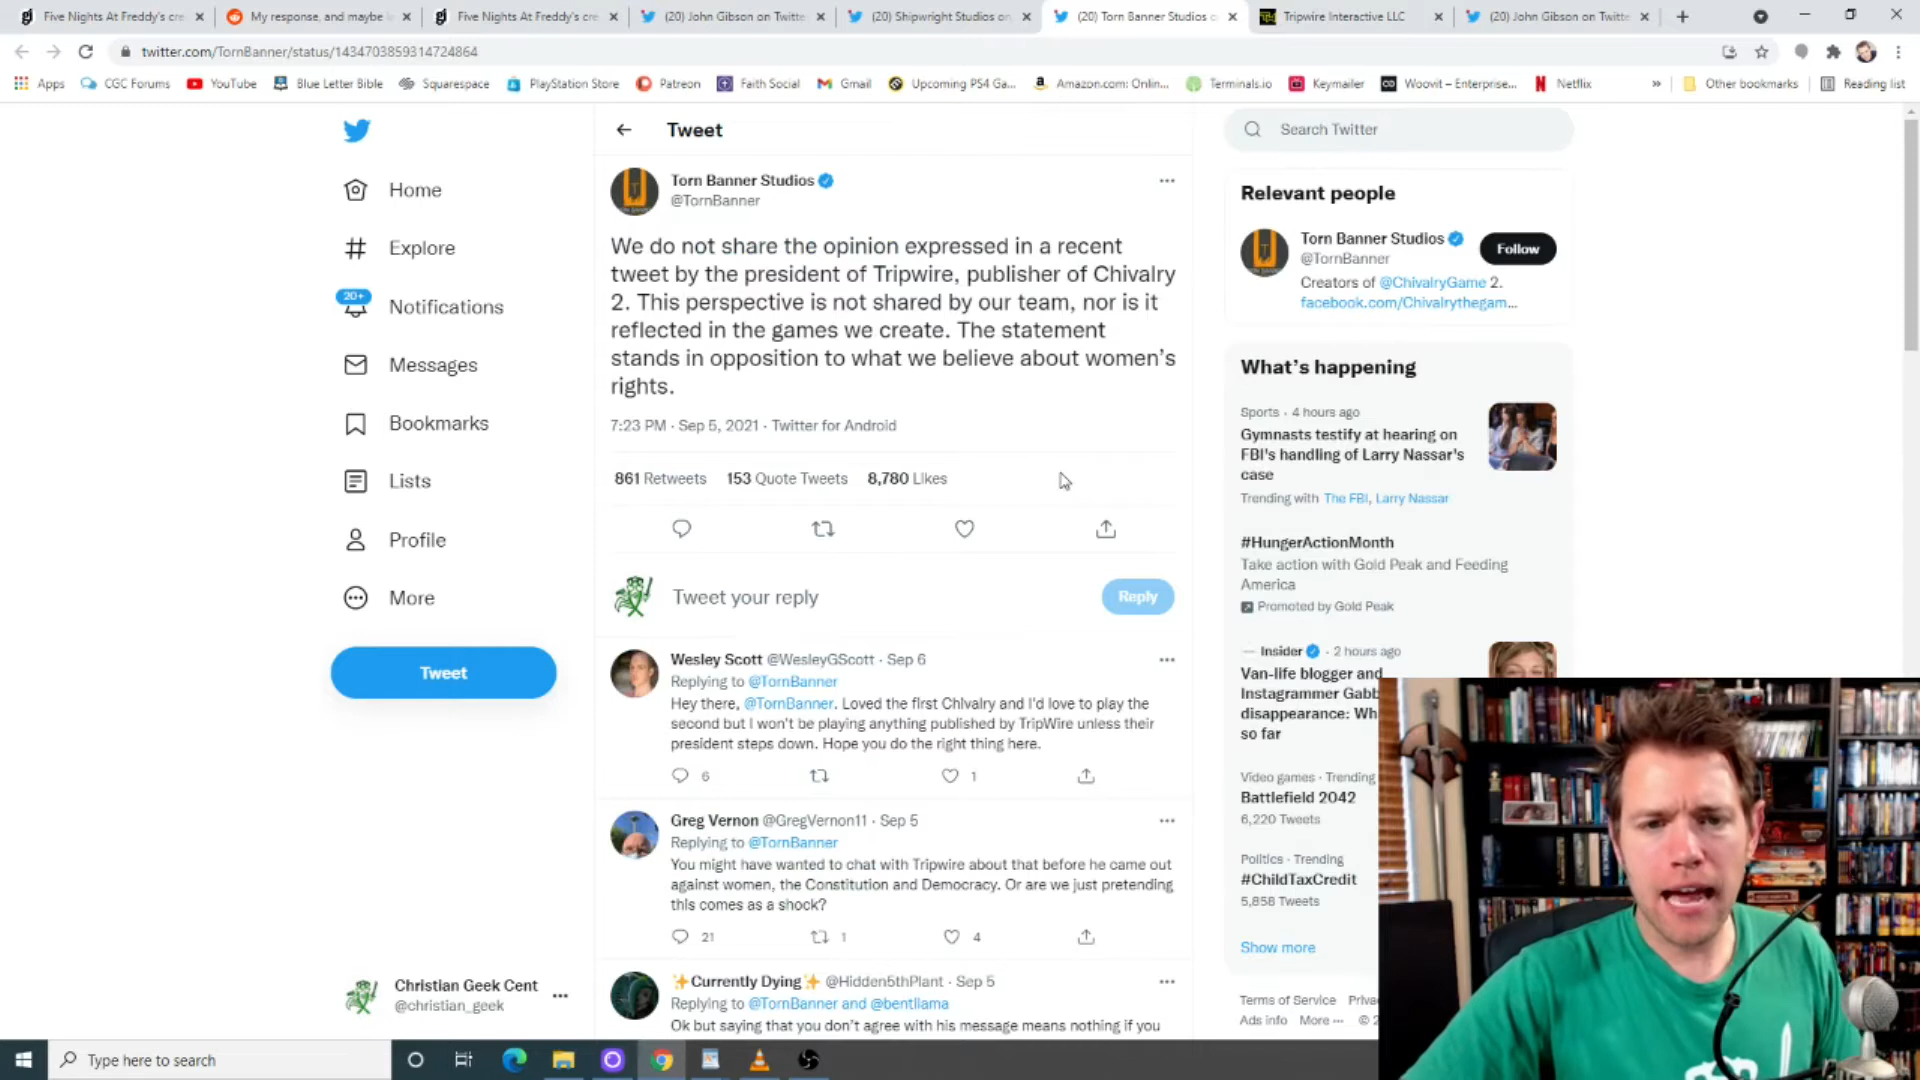 Five Nights At Freddy's cre
My response, and maybe
Five Nights At Freddy's cre
(20) John Gibson on Twitte
(20) Shipwright Studios on
(20) Torn Banner Studios
Tripwire Interactive LLC
(20) John Gibson on Twitte
twitter.com/TornBanner/status/1434703859314724864
Apps
CGC Forums
YouTube
Blue Letter Bible
Squarespace
PlayStation Store
Patreon
Faith Social
Gmail
Upcoming PS4 Ga...
Amazon.com: Onlin...
Terminals.io
Keymailer
Woovit – Enterprise...
Netflix
»
Other bookmarks
Reading list
Home
Explore
20+
Notifications
Messages
Bookmarks
Lists
Profile
More
Tweet
Christian Geek Cent
@christian_geek
Tweet
Torn Banner Studios
@TornBanner
We do not share the opinion expressed in a recent
tweet by the president of Tripwire, publisher of Chivalry
2. This perspective is not shared by our team, nor is it
reflected in the games we create. The statement
stands in opposition to what we believe about women's
rights.
7:23 PM · Sep 5, 2021 · Twitter for Android
861 Retweets 153 Quote Tweets 8,780 Likes
Tweet your reply
Reply
Wesley Scott @WesleyGScott · Sep 6
Replying to @TornBanner
Hey there, @TornBanner. Loved the first Chivalry and I'd love to play the
second but I won't be playing anything published by TripWire unless their
president steps down. Hope you do the right thing here.
6 1
Greg Vernon @GregVernon11 · Sep 5
Replying to @TornBanner
You might have wanted to chat with Tripwire about that before he came out
against women, the Constitution and Democracy. Or are we just pretending
this comes as a shock?
21 1 4
✨Currently Dying✨ @Hidden5thPlant · Sep 5
Replying to @TornBanner and @bentllama
Ok but saying that you don't agree with his message means nothing if you
Search Twitter
Relevant people
Torn Banner Studios
@TornBanner
Follow
Creators of @ChivalryGame 2.
facebook.com/Chivalrythegam...
What's happening
Sports · 4 hours ago
Gymnasts testify at hearing on
FBI's handling of Larry Nassar's
case
Trending with The FBI, Larry Nassar
#HungerActionMonth
Take action with Gold Peak and Feeding
America
Promoted by Gold Peak
Insider · 2 hours ago
Van-life blogger and
Instagrammer Gabb
disappearance: Wh
so far
Video games · Trending
Battlefield 2042
6,220 Tweets
Politics · Trending
#ChildTaxCredit
5,858 Tweets
Show more
Terms of Service Priva
Ads info More ··· © 2
Type here to search